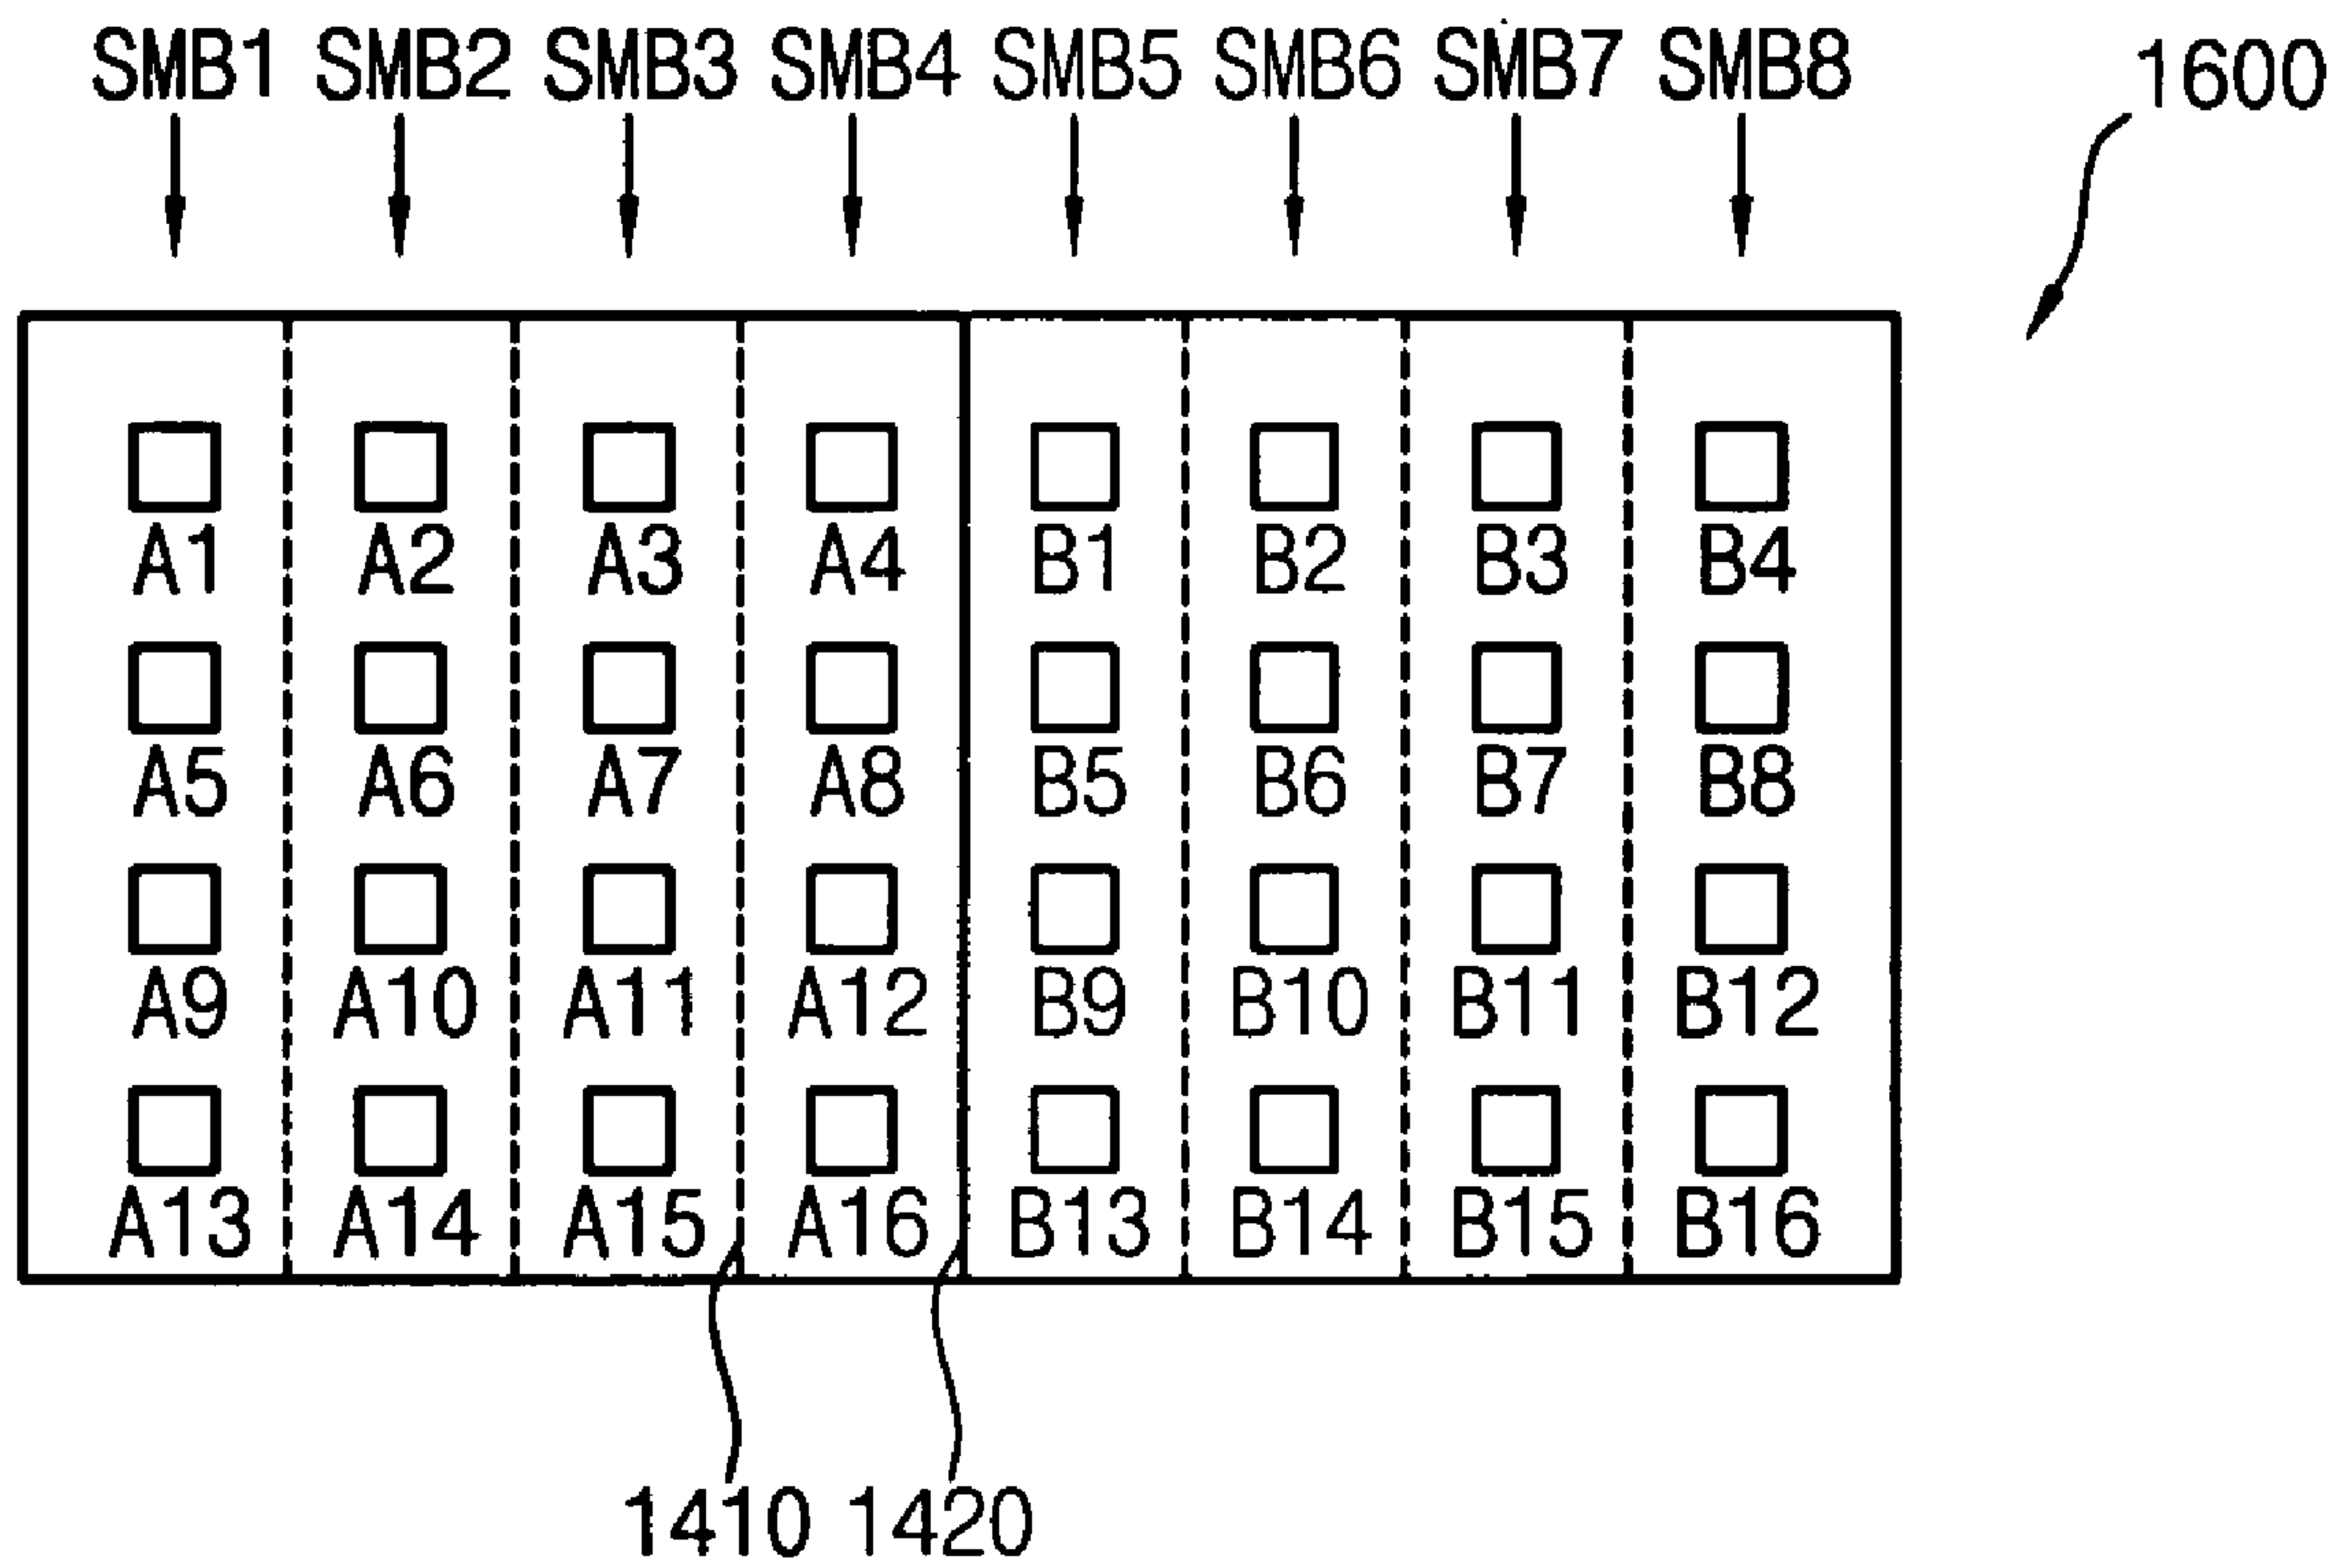 SMB1 SMB2 SMB3 SMB4 SMB5 SMB6 SMB7 SMB8
1600
A1 A2 A3 A4 B1 B2 B3 B4
A5 A6 A7 A8 B5 B6 B7 B8
A9 A10 A11 A12 B9 B10 B11 B12
A13 A14 A15 A16 B13 B14 B15 B16
1410 1420